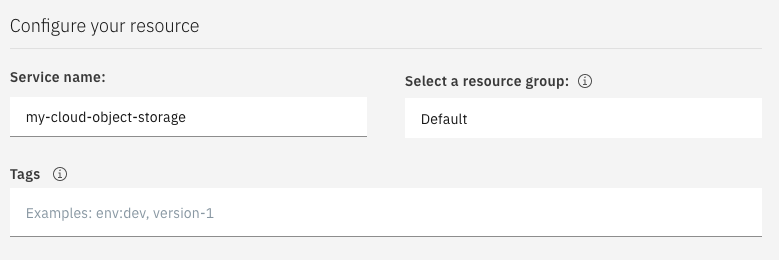 Configure your resource
Service name:
Select a resource group:
my-cloud-object-storage
Default
Tags
Examples: env:dev, version-1